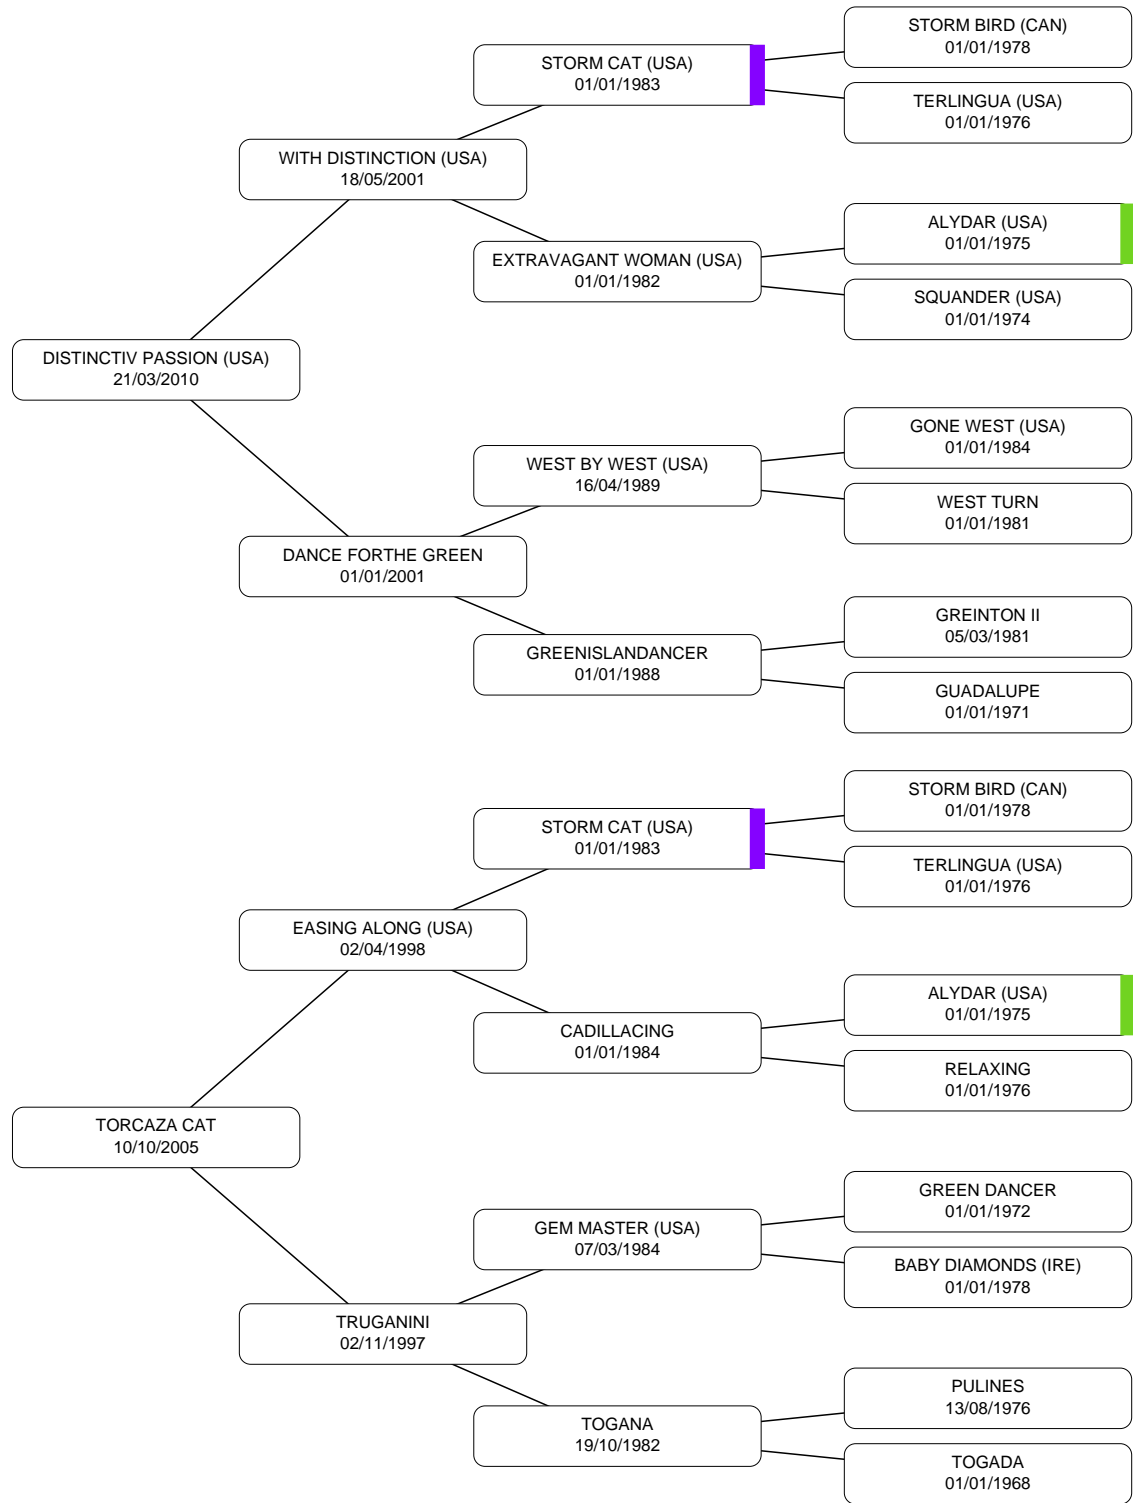 STORM BIRD (CAN)
01/01/1978
STORM CAT (USA)
01/01/1983
TERLINGUA (USA)
01/01/1976
WITH DISTINCTION (USA)
18/05/2001
ALYDAR (USA)
01/01/1975
EXTRAVAGANT WOMAN (USA)
01/01/1982
SQUANDER (USA)
01/01/1974
DISTINCTIV PASSION (USA)
21/03/2010
GONE WEST (USA)
01/01/1984
WEST BY WEST (USA)
16/04/1989
WEST TURN
01/01/1981
DANCE FORTHE GREEN
01/01/2001
GREINTON II
05/03/1981
GREENISLANDANCER
01/01/1988
GUADALUPE
01/01/1971
STORM BIRD (CAN)
01/01/1978
STORM CAT (USA)
01/01/1983
TERLINGUA (USA)
01/01/1976
EASING ALONG (USA)
02/04/1998
ALYDAR (USA)
01/01/1975
CADILLACING
01/01/1984
RELAXING
01/01/1976
TORCAZA CAT
10/10/2005
GREEN DANCER
01/01/1972
GEM MASTER (USA)
07/03/1984
BABY DIAMONDS (IRE)
01/01/1978
TRUGANINI
02/11/1997
PULINES
13/08/1976
TOGANA
19/10/1982
TOGADA
01/01/1968